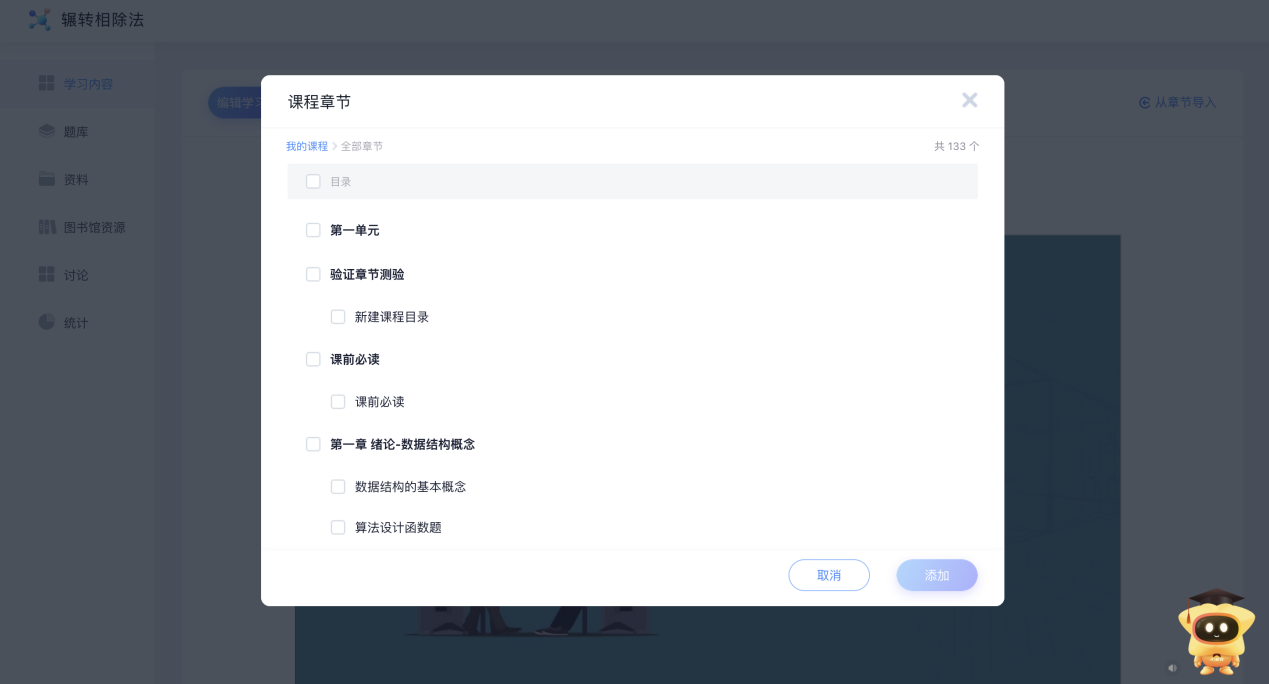 辗转相除法
学习内容
题库
资料
图书馆资源
讨论
统计
编辑学习
从章节导入
课程章节
我的课程 > 全部章节
共 133 个
目录
第一单元
验证章节测验
新建课程目录
课前必读
课前必读
第一章 绪论-数据结构概念
数据结构的基本概念
算法设计函数题
取消
添加